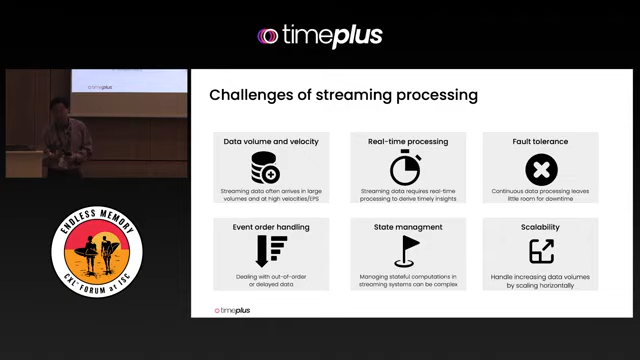 timeplus
timeplus
Challenges of streaming processing
Data volume and velocity
Streaming data often arrives in large
volumes and at high velocities/EPS
Real-time processing
Streaming data requires real-time
processing to derive timely insights
Fault tolerance
Continuous data processing leaves
little room for downtime
Event order handling
Dealing with out-of-order
or delayed data
State managment
Managing stateful computations in
streaming systems can be complex
Scalability
Handle increasing data volumes
by scaling horizontally
timeplus
ENDLESS MEMORY
CXL FORUM at ISC